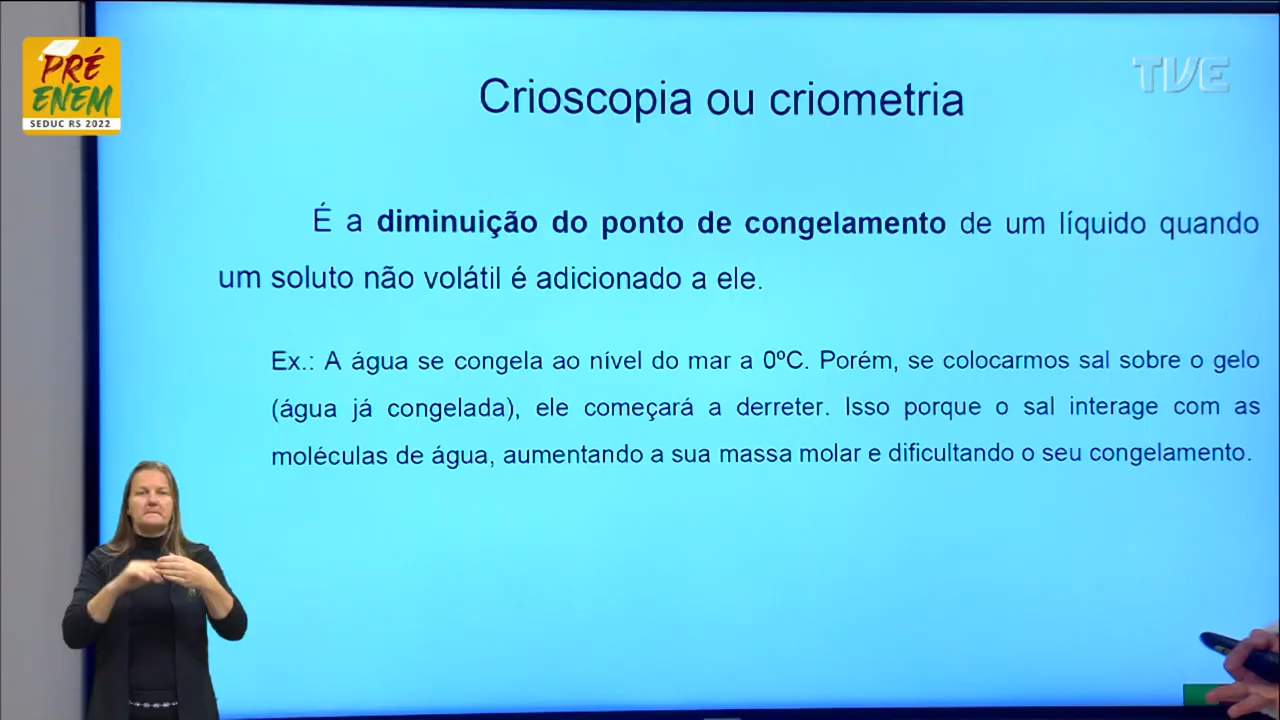 PRÉ
ENEM
SEDUC RS 2022
TVE
Crioscopia ou criometria
É a diminuição do ponto de congelamento de um líquido quando
um soluto não volátil é adicionado a ele.
Ex.: A água se congela ao nível do mar a 0ºC. Porém, se colocarmos sal sobre o gelo
(água já congelada), ele começará a derreter. Isso porque o sal interage com as
moléculas de água, aumentando a sua massa molar e dificultando o seu congelamento.